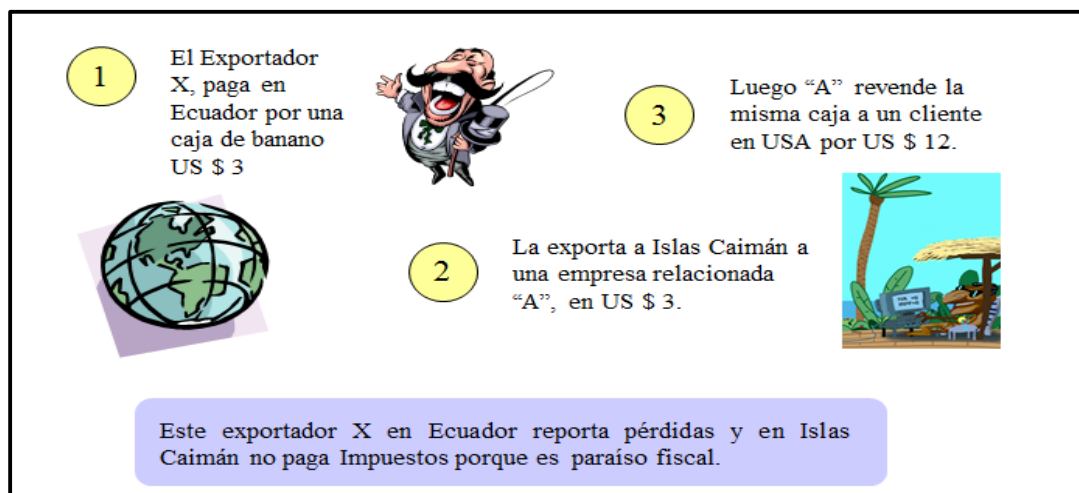 1
El Exportador
X, paga en
Ecuador por una
caja de banano
US $ 3
2
La exporta a Islas Caimán a
una empresa relacionada
“A”, en US $ 3.
3
Luego “A” revende la
misma caja a un cliente
en USA por US $ 12.
Este exportador X en Ecuador reporta pérdidas y en Islas
Caimán no paga Impuestos porque es paraíso fiscal.